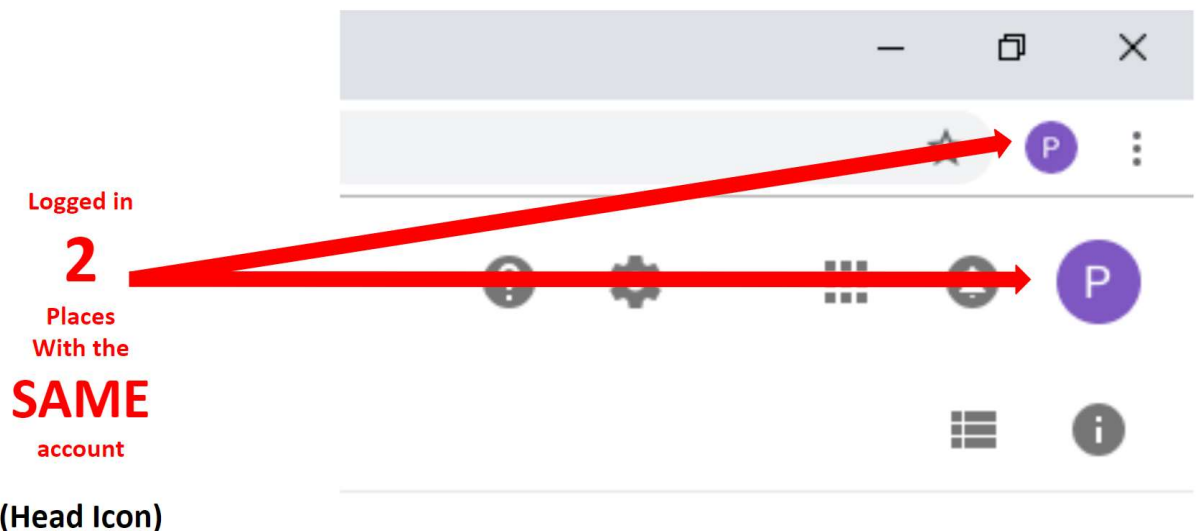 P
Logged in
2
P
Places
With the
SAME
account
(Head Icon)